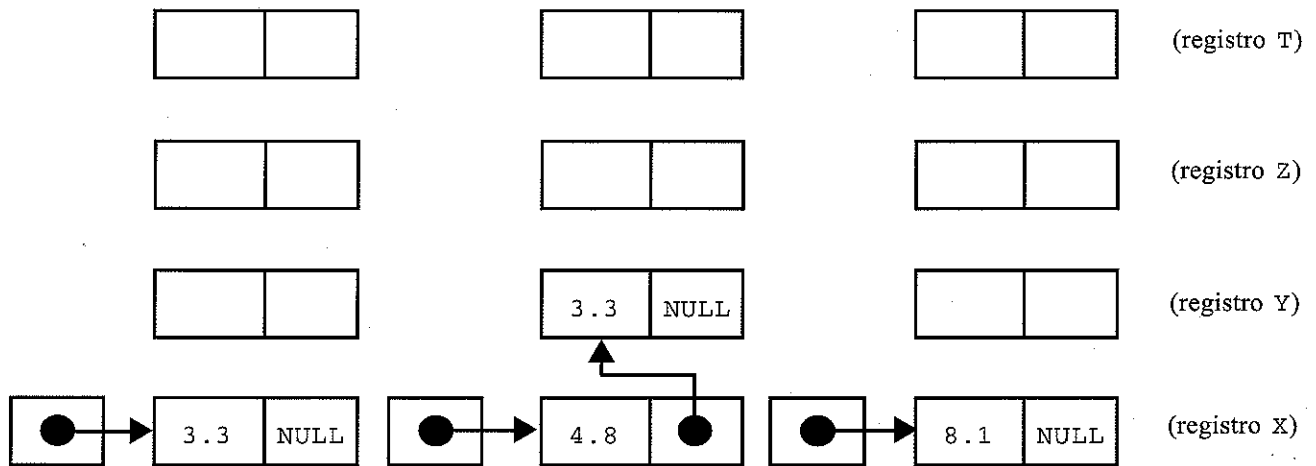 (registro T)
(registro Z)
3.3 NULL (registro Y)
3.3 NULL 4.8 8.1 NULL (registro X)